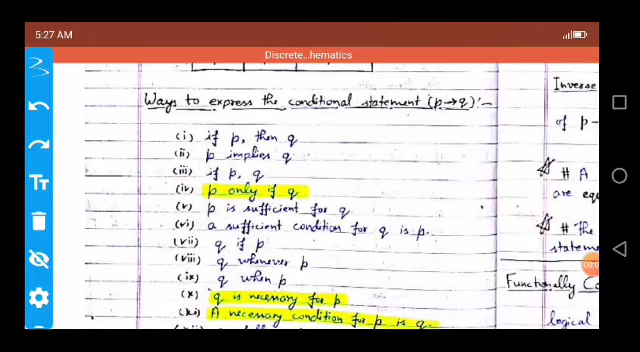 5:27 AM
Discrete...hematics
Ways to express the conditional statement (p→q):-
(i) if p, then q
(ii) p implies q
(iii) if p, q
(iv) p only if q
(v) p is sufficient for q
(vi) a sufficient condition for q is p.
(vii) q if p
(viii) q whenever p
(ix) q when p
(x) q is necessary for p
(xi) A necessary condition for p is q.
Inverse
of p -
# A
are equ
# The
stateme
Functionally Co
logical